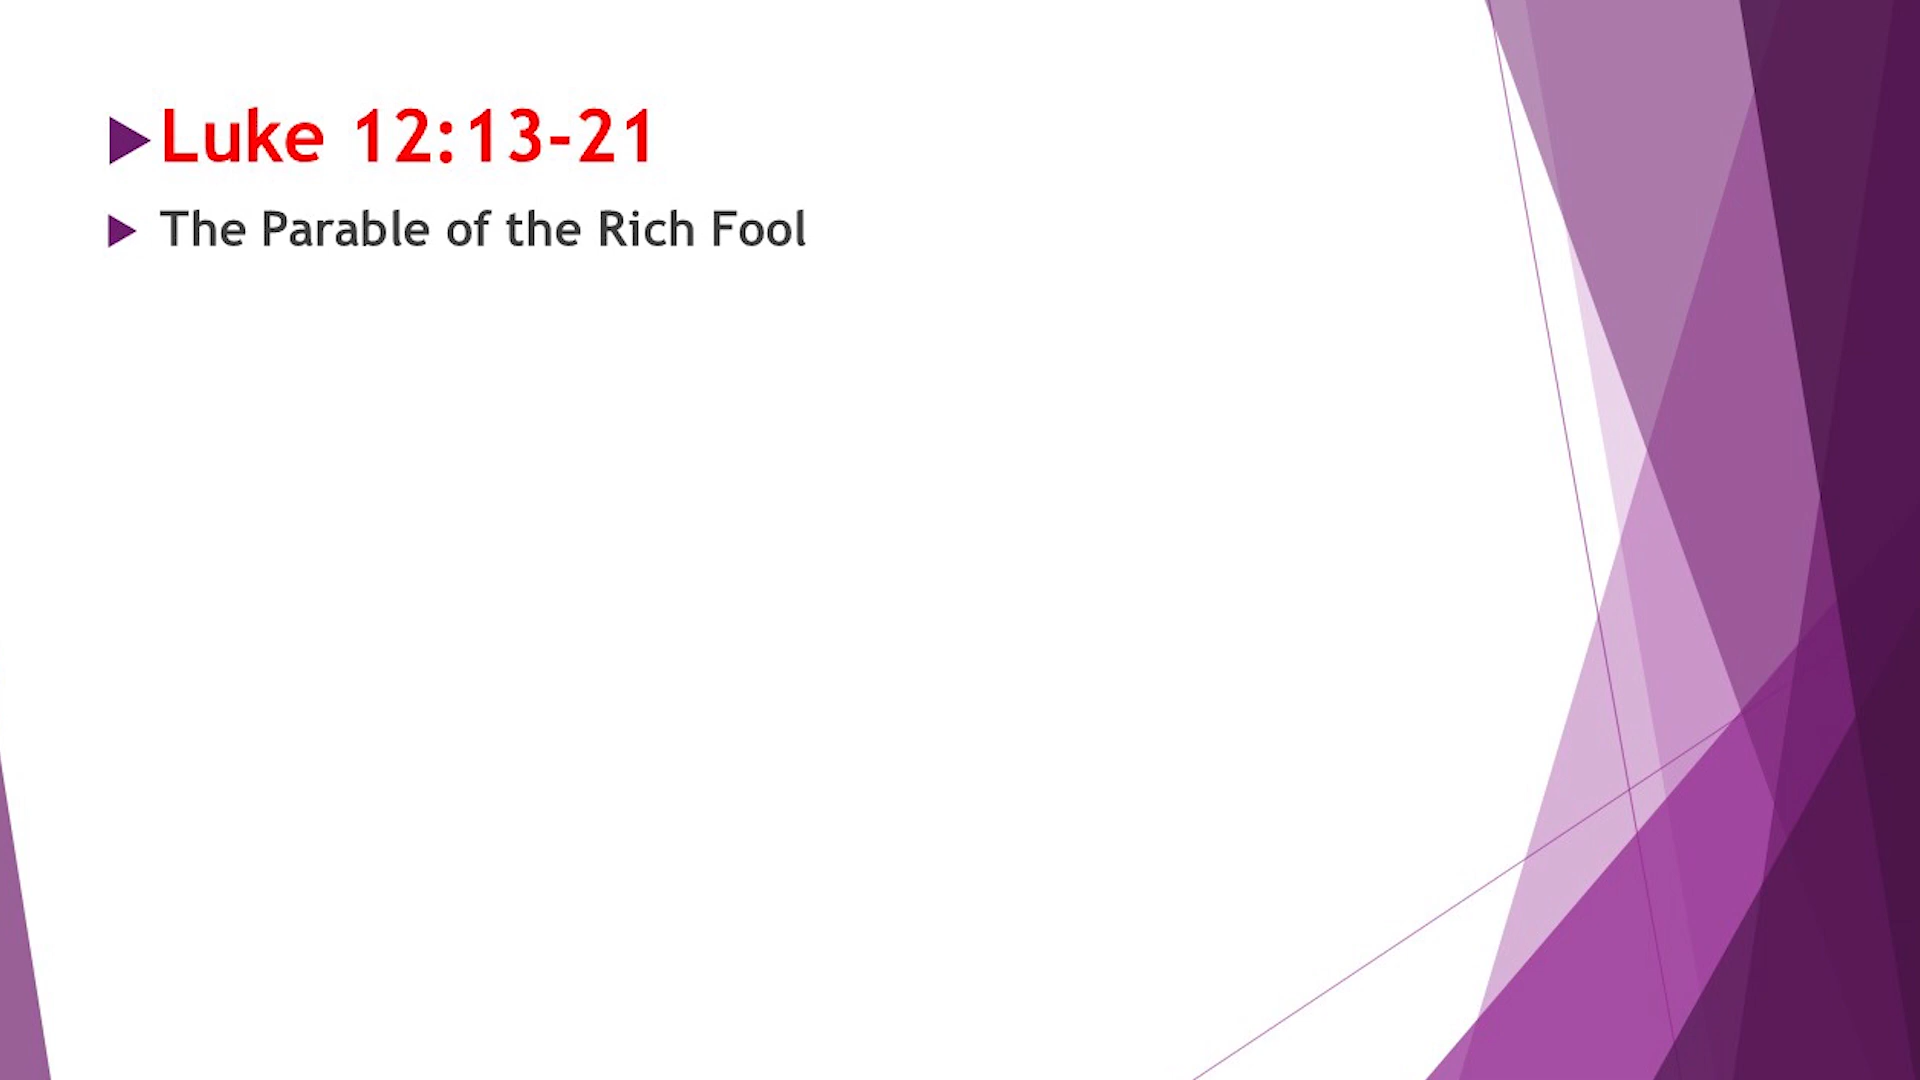 Luke 12:13-21
The Parable of the Rich Fool